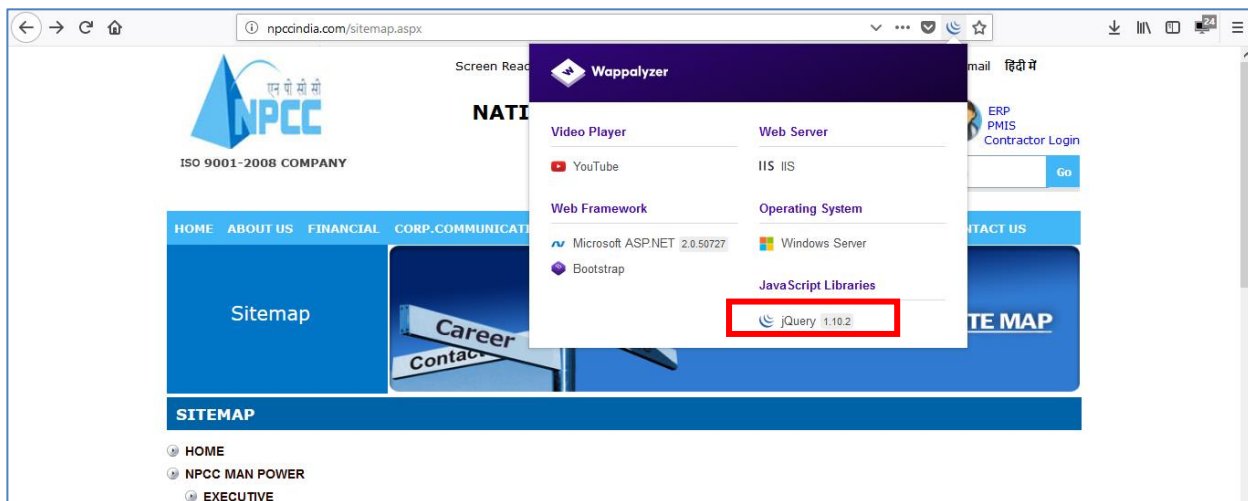 npccindia.com/sitemap.aspx
24
Screen Read
mail हिंदी में
एन पी सी सी
NPCC
ISO 9001-2008 COMPANY
NATI
ERP
PMIS
Contractor Login
Go
Wappalyzer
Video Player
Web Server
YouTube
IIS IIS
Web Framework
Operating System
Microsoft ASP.NET 2.0.50727
Windows Server
Bootstrap
JavaScript Libraries
jQuery 1.10.2
HOME ABOUT US FINANCIAL CORP.COMMUNICATI
NTACT US
Sitemap
Career
Contac
TE MAP
SITEMAP
HOME
NPCC MAN POWER
EXECUTIVE